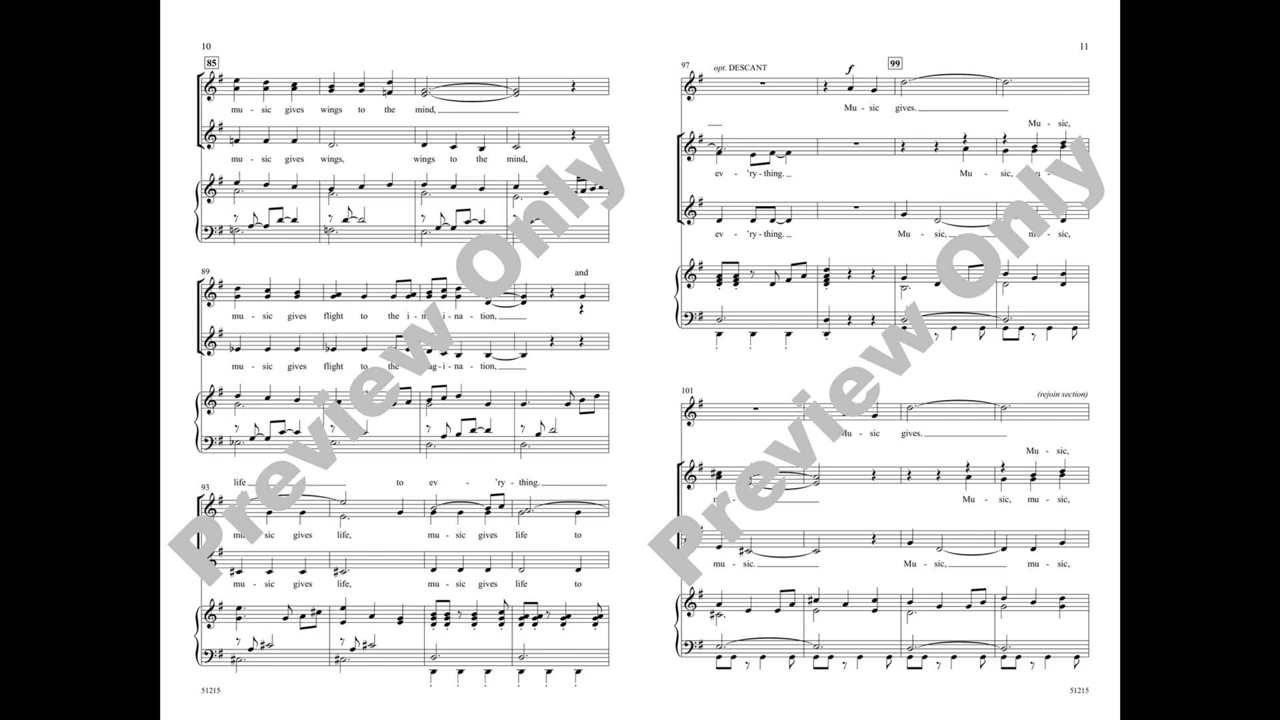 10
85
mu - sic gives wings to the mind,
mu - sic gives wings, wings to the mind,
89
and
mu - sic gives flight to the i - m i - na - tion,
mu - sic gives flight to the ag - i - na - tion,
93
life to ev - 'ry - thing.
mu - sic gives life, mu - sic gives life to
mu - sic gives life, mu - sic gives life to
51215
Preview Only
11
97 opt. DESCANT f 99
Mu - sic gives.
Mu - sic,
ev - 'ry - thing. Mu - sic, mu - sic,
ev - 'ry - thing. Mu - sic, mu - sic,
101
(rejoin section)
Mu - sic gives.
Mu - sic,
Mu - sic, mu - sic,
mu - sic. Mu - sic, mu - sic,
51215
Preview Only